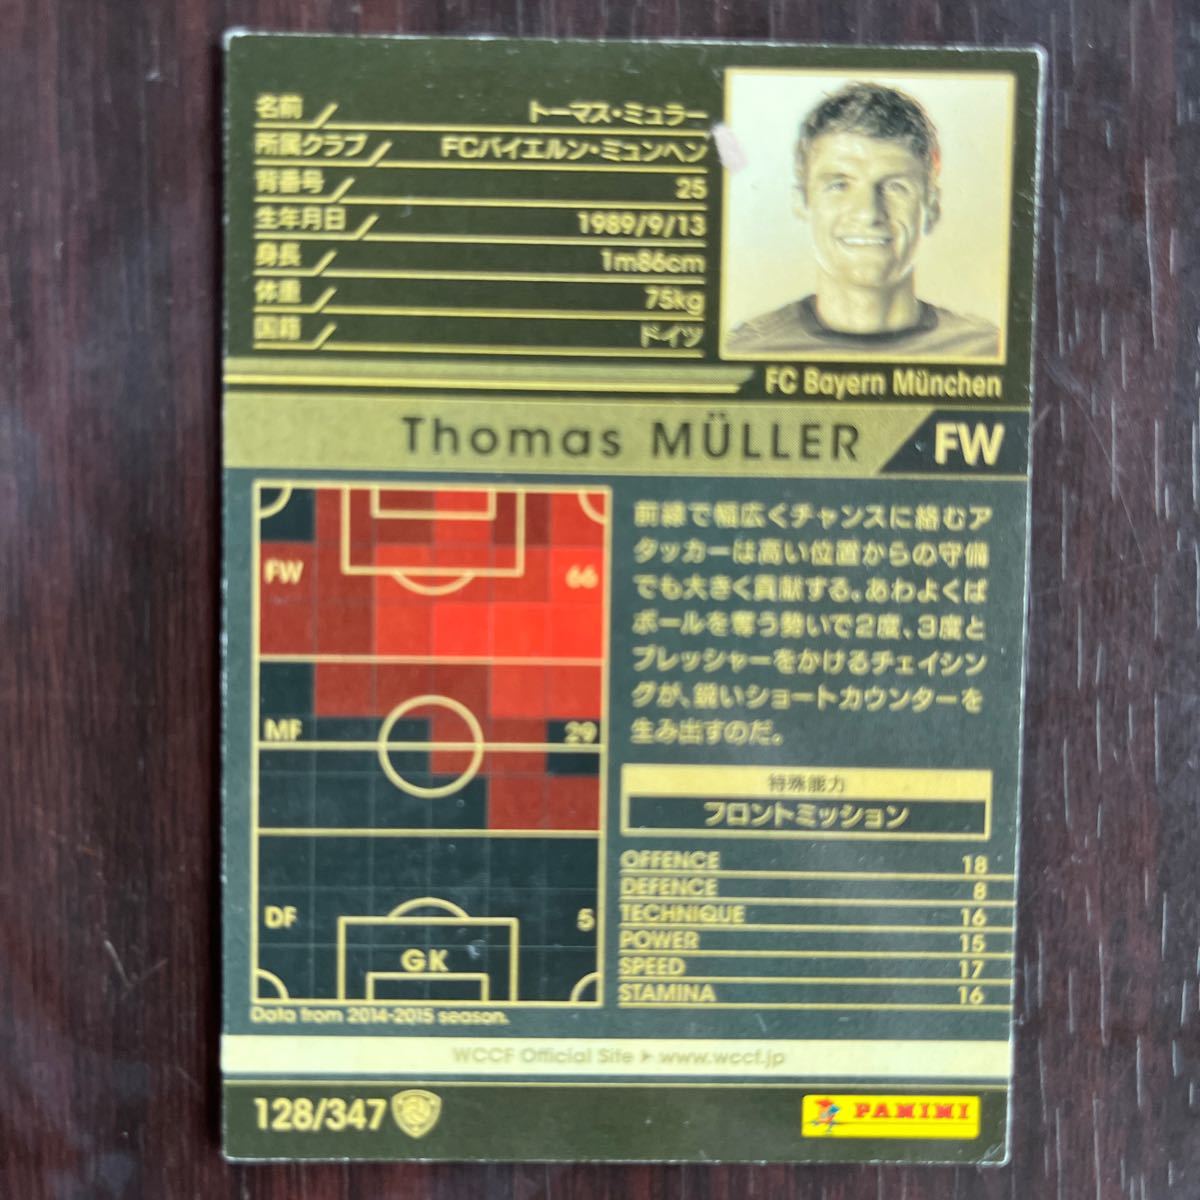 名前 トーマス・ミュラー
所属クラブ FCバイエルン・ミュンヘン
背番号 25
生年月日 1989/9/13
身長 1m86cm
体重 75kg
国籍 ドイツ
FC Bayern München
Thomas MÜLLER FW
FW 66
MF 29
DF 5
GK
Data from 2014-2015 season.
前線で幅広くチャンスに絡むア
タッカーは高い位置からの守備
でも大きく貢献する。あわよくば
ボールを奪う勢いで2度、3度と
プレッシャーをかけるチェイシン
グが、鋭いショートカウンターを
生み出すのだ。
特殊能力
フロントミッション
OFFENCE 18
DEFENCE 8
TECHNIQUE 16
POWER 15
SPEED 17
STAMINA 16
WCCF Official Site ▶ www.wccf.jp
128/347
PANINI